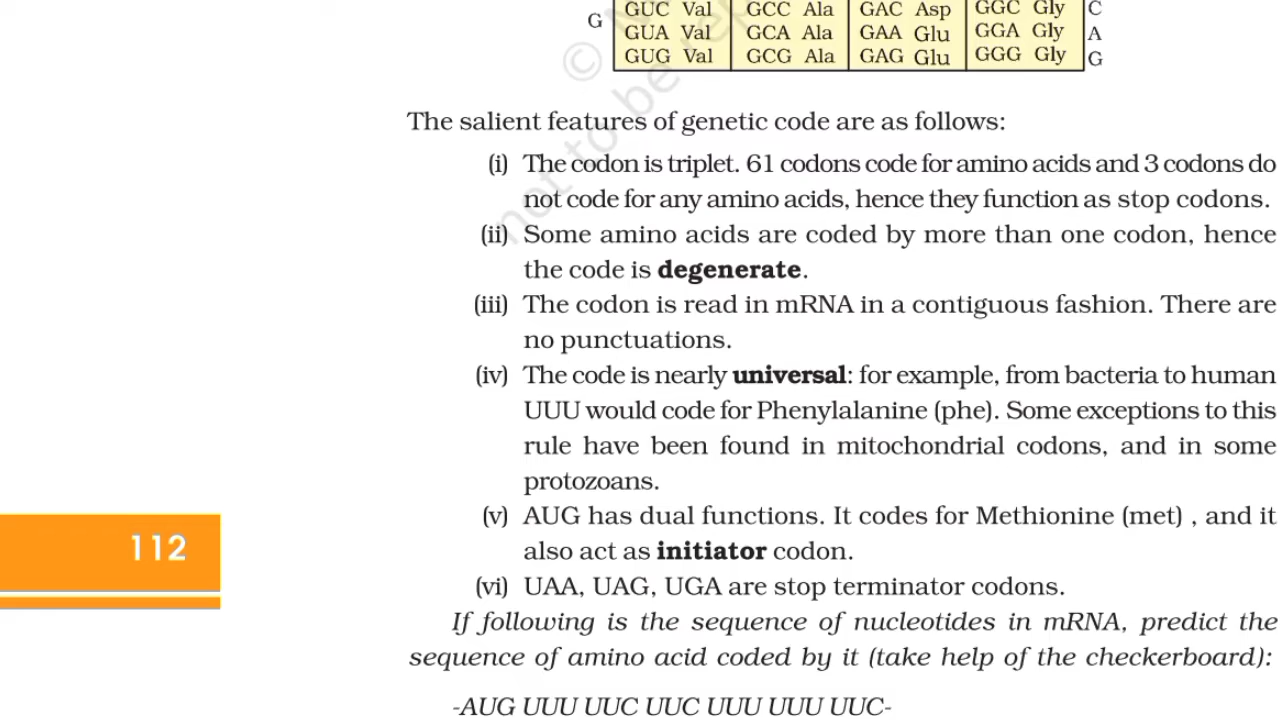 GUC Val GCC Ala GAC Asp GGC Gly C
G GUA Val GCA Ala GAA Glu GGA Gly A
GUG Val GCG Ala GAG Glu GGG Gly G
The salient features of genetic code are as follows:
(i) The codon is triplet. 61 codons code for amino acids and 3 codons do
not code for any amino acids, hence they function as stop codons.
(ii) Some amino acids are coded by more than one codon, hence
the code is degenerate.
(iii) The codon is read in mRNA in a contiguous fashion. There are
no punctuations.
(iv) The code is nearly universal: for example, from bacteria to human
UUU would code for Phenylalanine (phe). Some exceptions to this
rule have been found in mitochondrial codons, and in some
protozoans.
(v) AUG has dual functions. It codes for Methionine (met) , and it
also act as initiator codon.
112
(vi) UAA, UAG, UGA are stop terminator codons.
If following is the sequence of nucleotides in mRNA, predict the
sequence of amino acid coded by it (take help of the checkerboard):
-AUG UUU UUC UUC UUU UUU UUC-
©
not to be